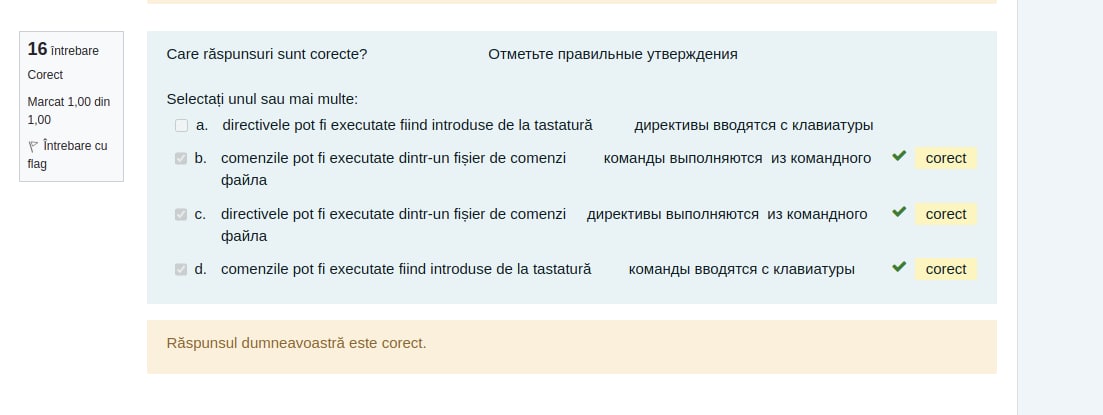 16 întrebare
Corect
Marcat 1,00 din
1,00
Întrebare cu
flag
Care răspunsuri sunt corecte? Отметьте правильные утверждения
Selectați unul sau mai multe:
a. directivele pot fi executate fiind introduse de la tastatură директивы вводятся с клавиатуры
b. comenzile pot fi executate dintr-un fișier de comenzi команды выполняются из командного corect
файла
c. directivele pot fi executate dintr-un fișier de comenzi директивы выполняются из командного corect
файла
d. comenzile pot fi executate fiind introduse de la tastatură команды вводятся с клавиатуры corect
Răspunsul dumneavoastră este corect.